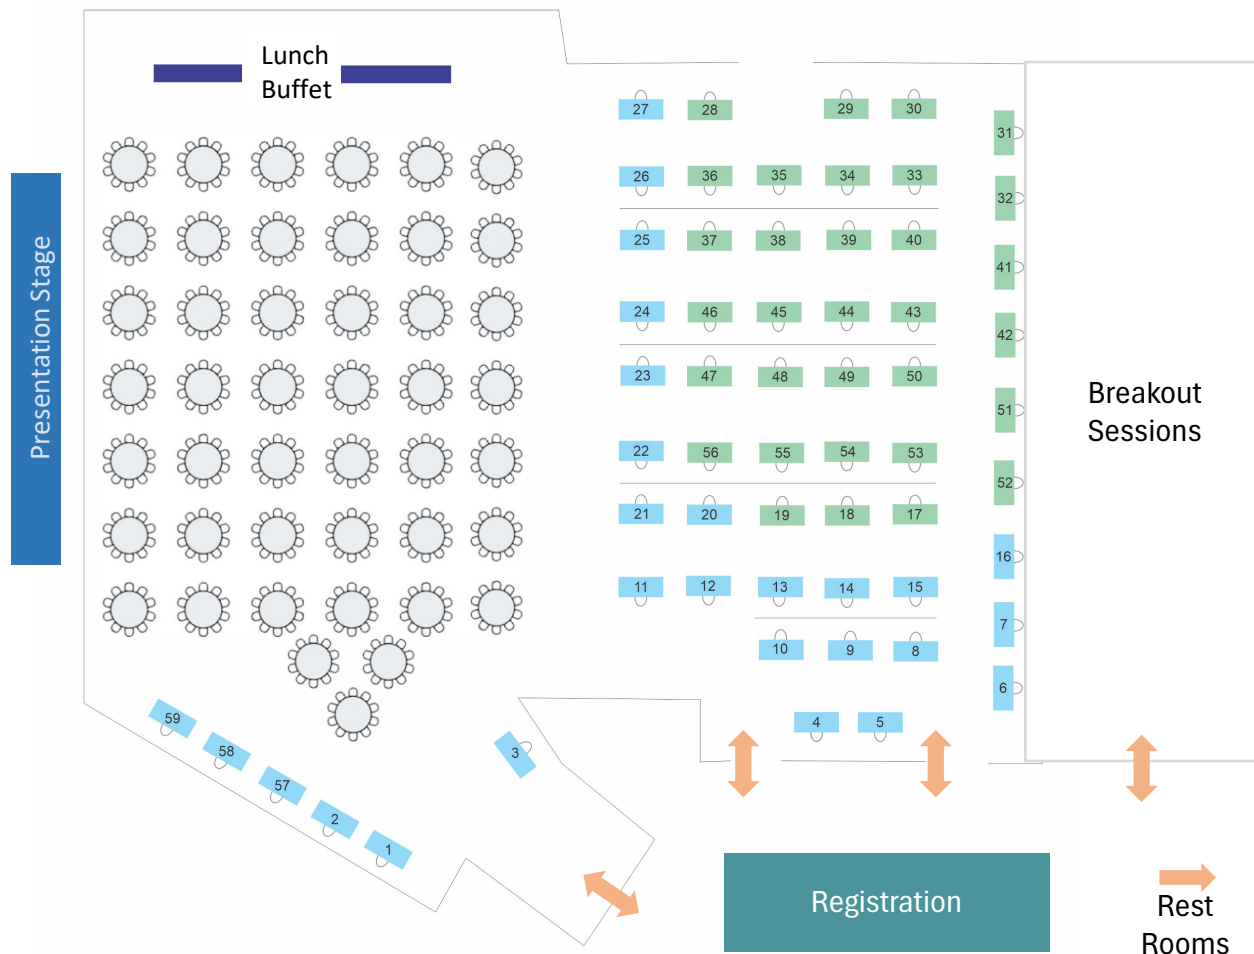 Lunch
Buffet
Presentation Stage
27 28 29 30
31
26 36 35 34 33
32
25 37 38 39 40
41
24 46 45 44 43
42
23 47 48 49 50
51
22 56 55 54 53
52
21 20 19 18 17
16
11 12 13 14 15
7
10 9 8
6
4 5
3
59
58
57
2
1
Breakout
Sessions
Registration
Rest
Rooms